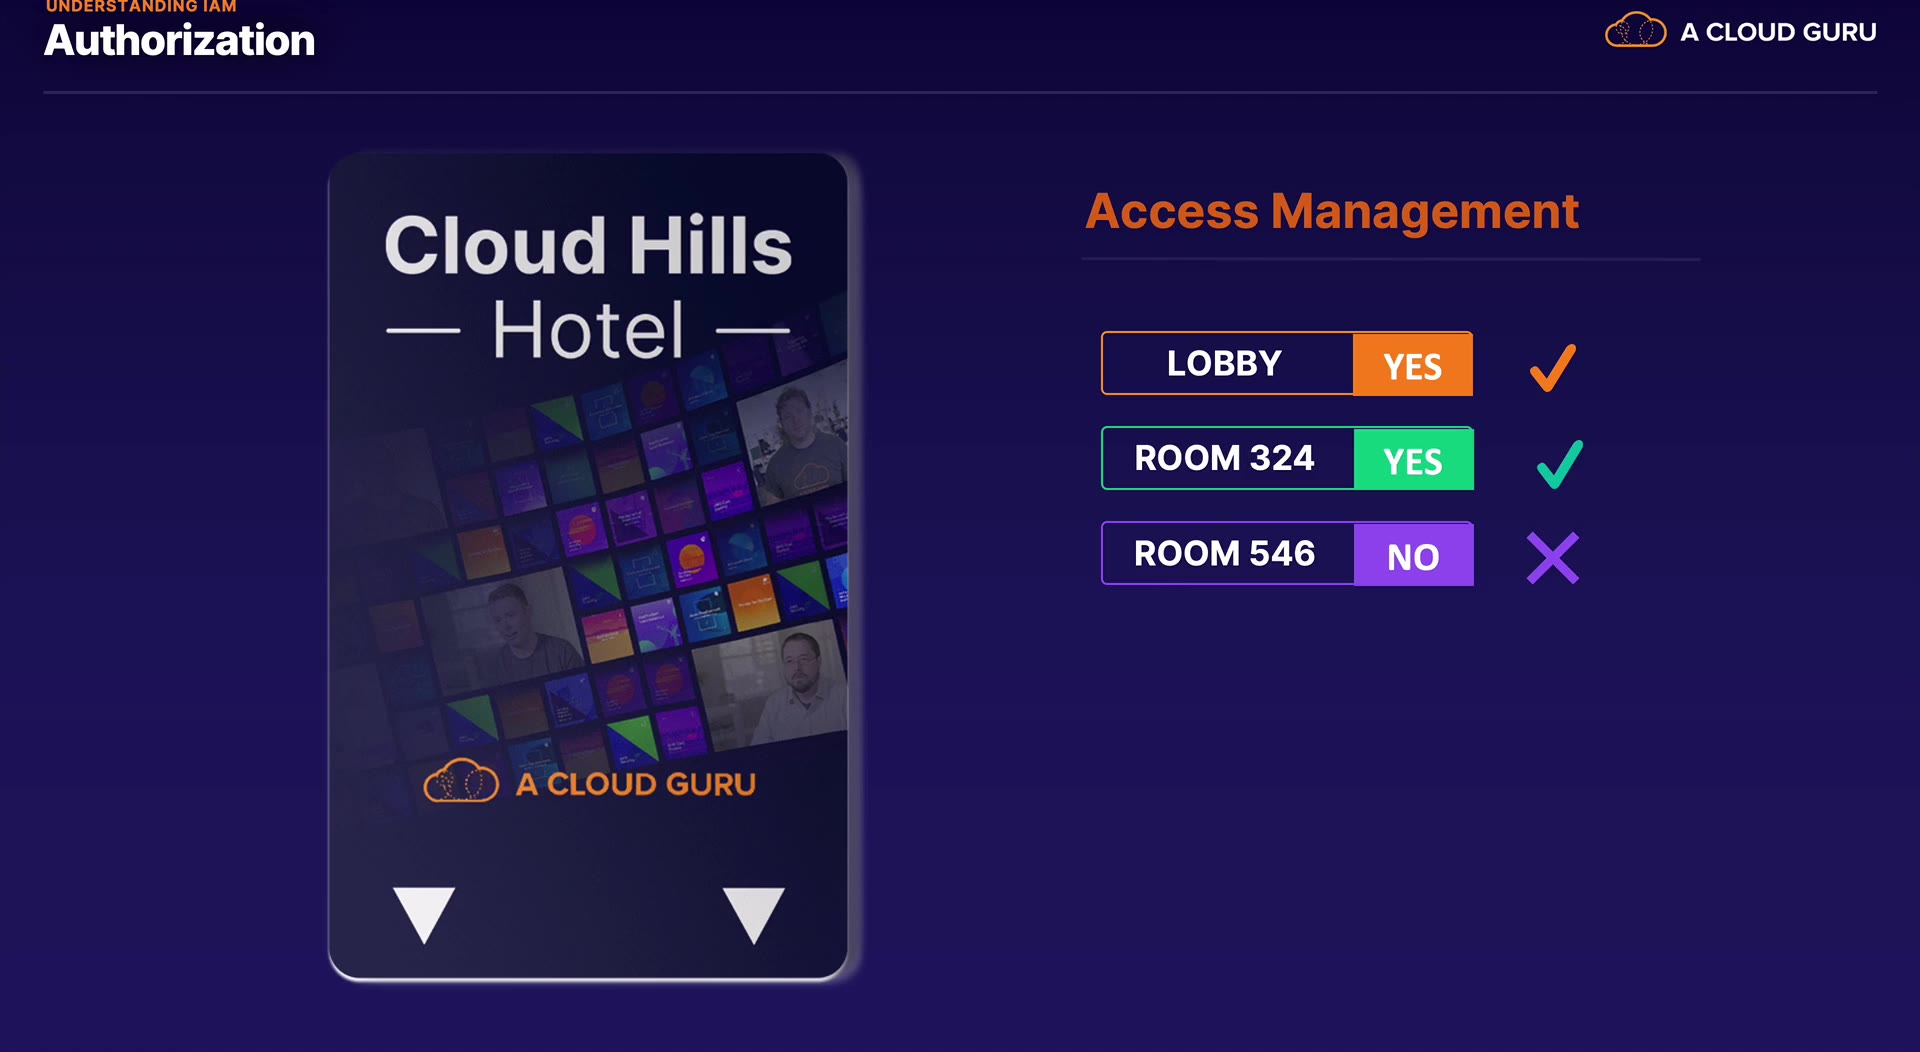 UNDERSTANDING IAM
Authorization
A CLOUD GURU
Cloud Hills
Hotel
A CLOUD GURU
Access Management
LOBBY YES
ROOM 324 YES
ROOM 546 NO